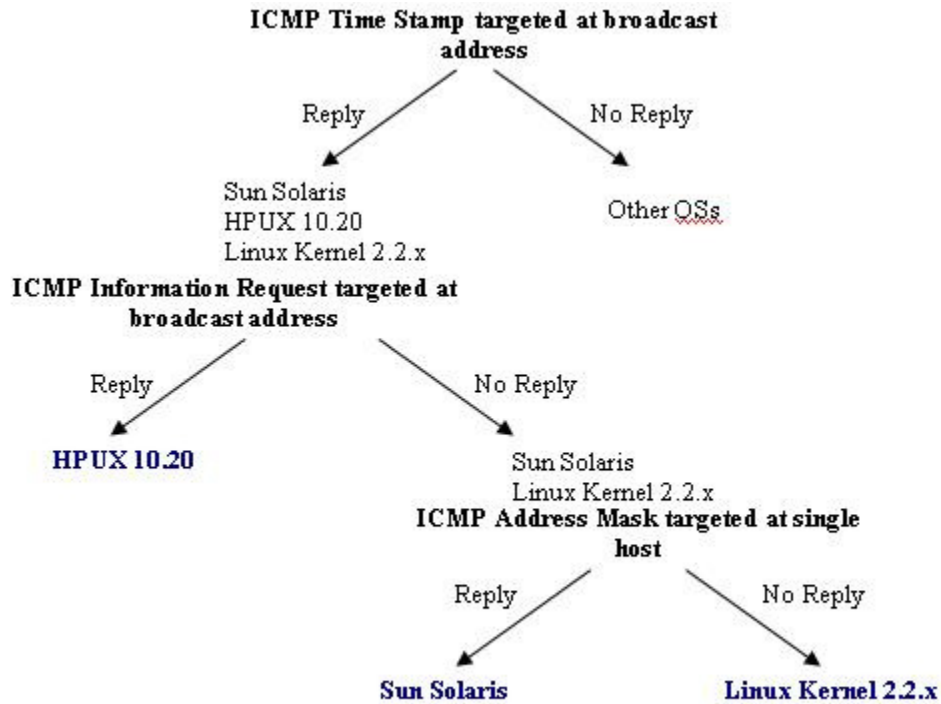 ICMP Time Stamp targeted at broadcast
address
Reply
No Reply
Sun Solaris
HPUX 10.20
Linux Kernel 2.2.x
Other OSs
ICMP Information Request targeted at
broadcast address
Reply
No Reply
HPUX 10.20
Sun Solaris
Linux Kernel 2.2.x
ICMP Address Mask targeted at single
host
Reply
No Reply
Sun Solaris
Linux Kernel 2.2.x